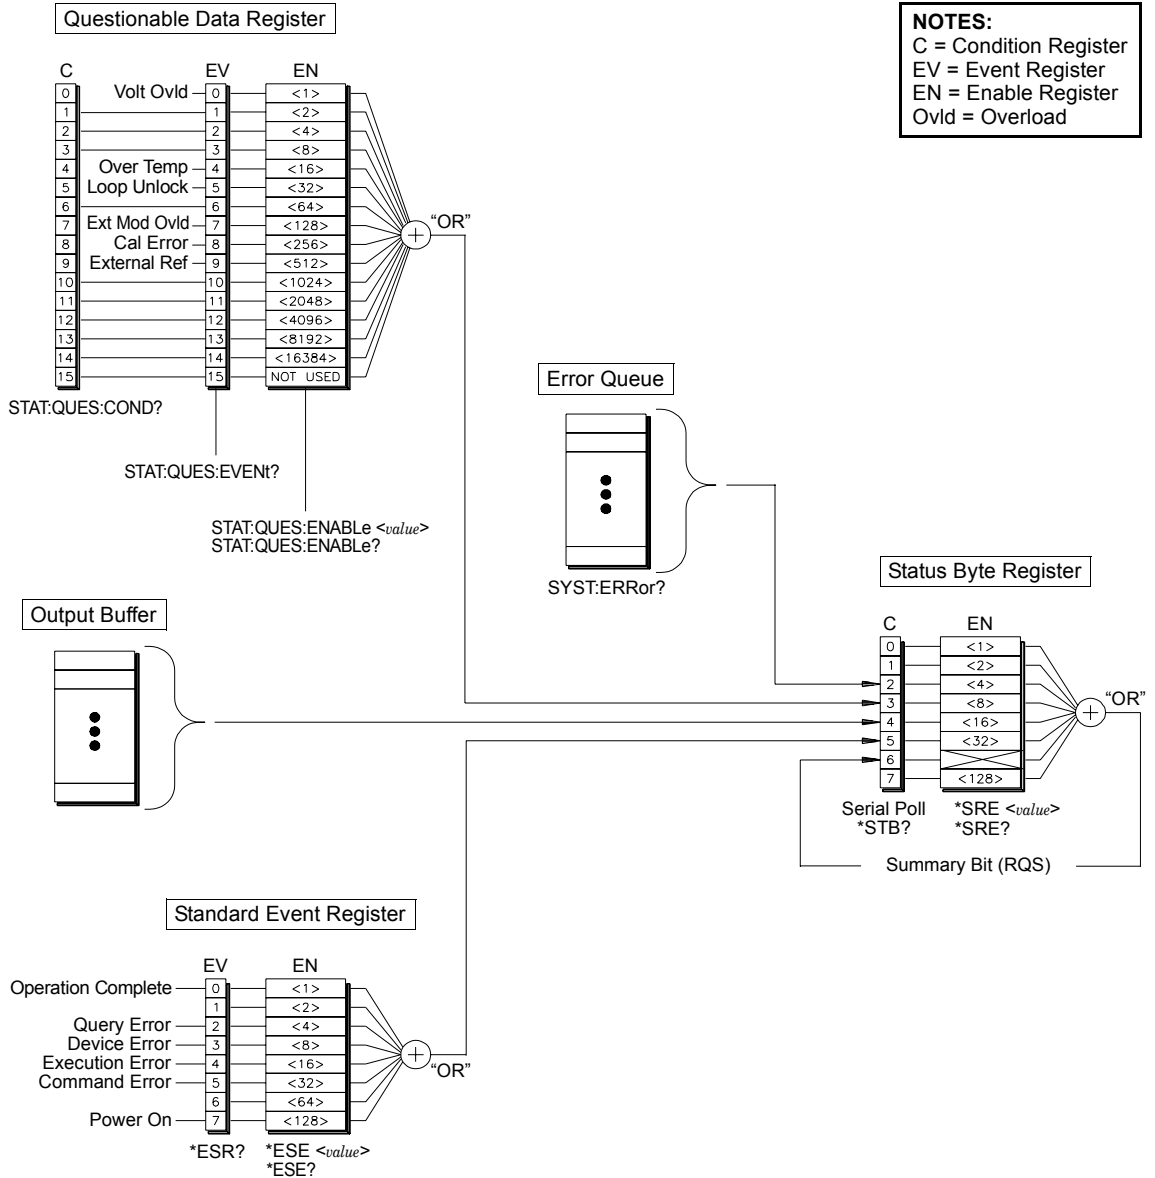 Questionable Data Register
NOTES:
C = Condition Register
EV = Event Register
EN = Enable Register
Ovld = Overload
C EV EN
0 Volt Ovld 0 <1>
1 1 <2>
2 2 <4>
3 3 <8>
4 Over Temp 4 <16>
5 Loop Unlock 5 <32>
6 6 <64>
7 Ext Mod Ovld 7 <128>
8 Cal Error 8 <256>
9 External Ref 9 <512>
10 10 <1024>
11 11 <2048>
12 12 <4096>
13 13 <8192>
14 14 <16384>
15 15 NOT USED
+ "OR"
STAT:QUES:COND?
STAT:QUES:EVENt?
STAT:QUES:ENABLe <value>
STAT:QUES:ENABLe?
Error Queue
SYST:ERRor?
Output Buffer
Status Byte Register
C EN
0 <1>
1 <2>
2 <4>
3 <8>
4 <16>
5 <32>
6
7 <128>
+ "OR"
Serial Poll
*STB?
*SRE <value>
*SRE?
Summary Bit (RQS)
Standard Event Register
EV EN
Operation Complete 0 <1>
1 <2>
Query Error 2 <4>
Device Error 3 <8>
Execution Error 4 <16>
Command Error 5 <32>
6 <64>
Power On 7 <128>
+ "OR"
*ESR?
*ESE <value>
*ESE?